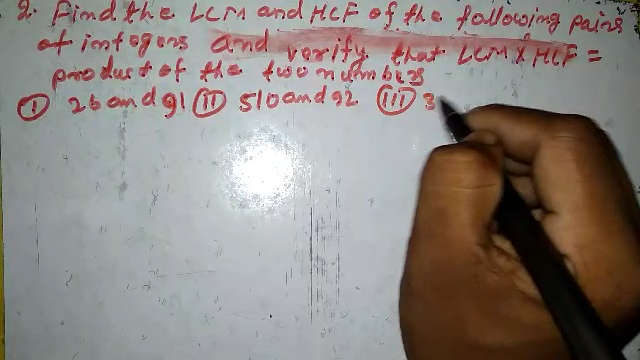 2. Find the LCM and HCF of the following pairs
of integers and verify that LCM X HCF =
product of the two numbers
(I) 26 and 91 (II) 510 and 92 (III) 3